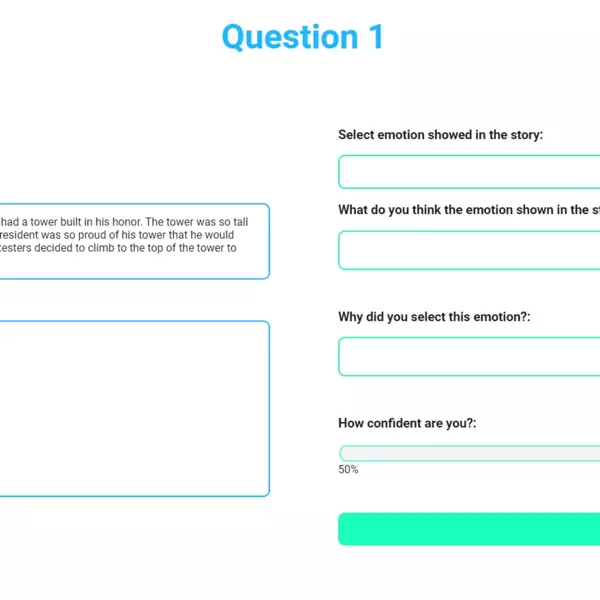 Question 1
had a tower built in his honor. The tower was so tall
resident was so proud of his tower that he would
testers decided to climb to the top of the tower to
Select emotion showed in the story:
What do you think the emotion shown in the st
Why did you select this emotion?:
How confident are you?:
50%